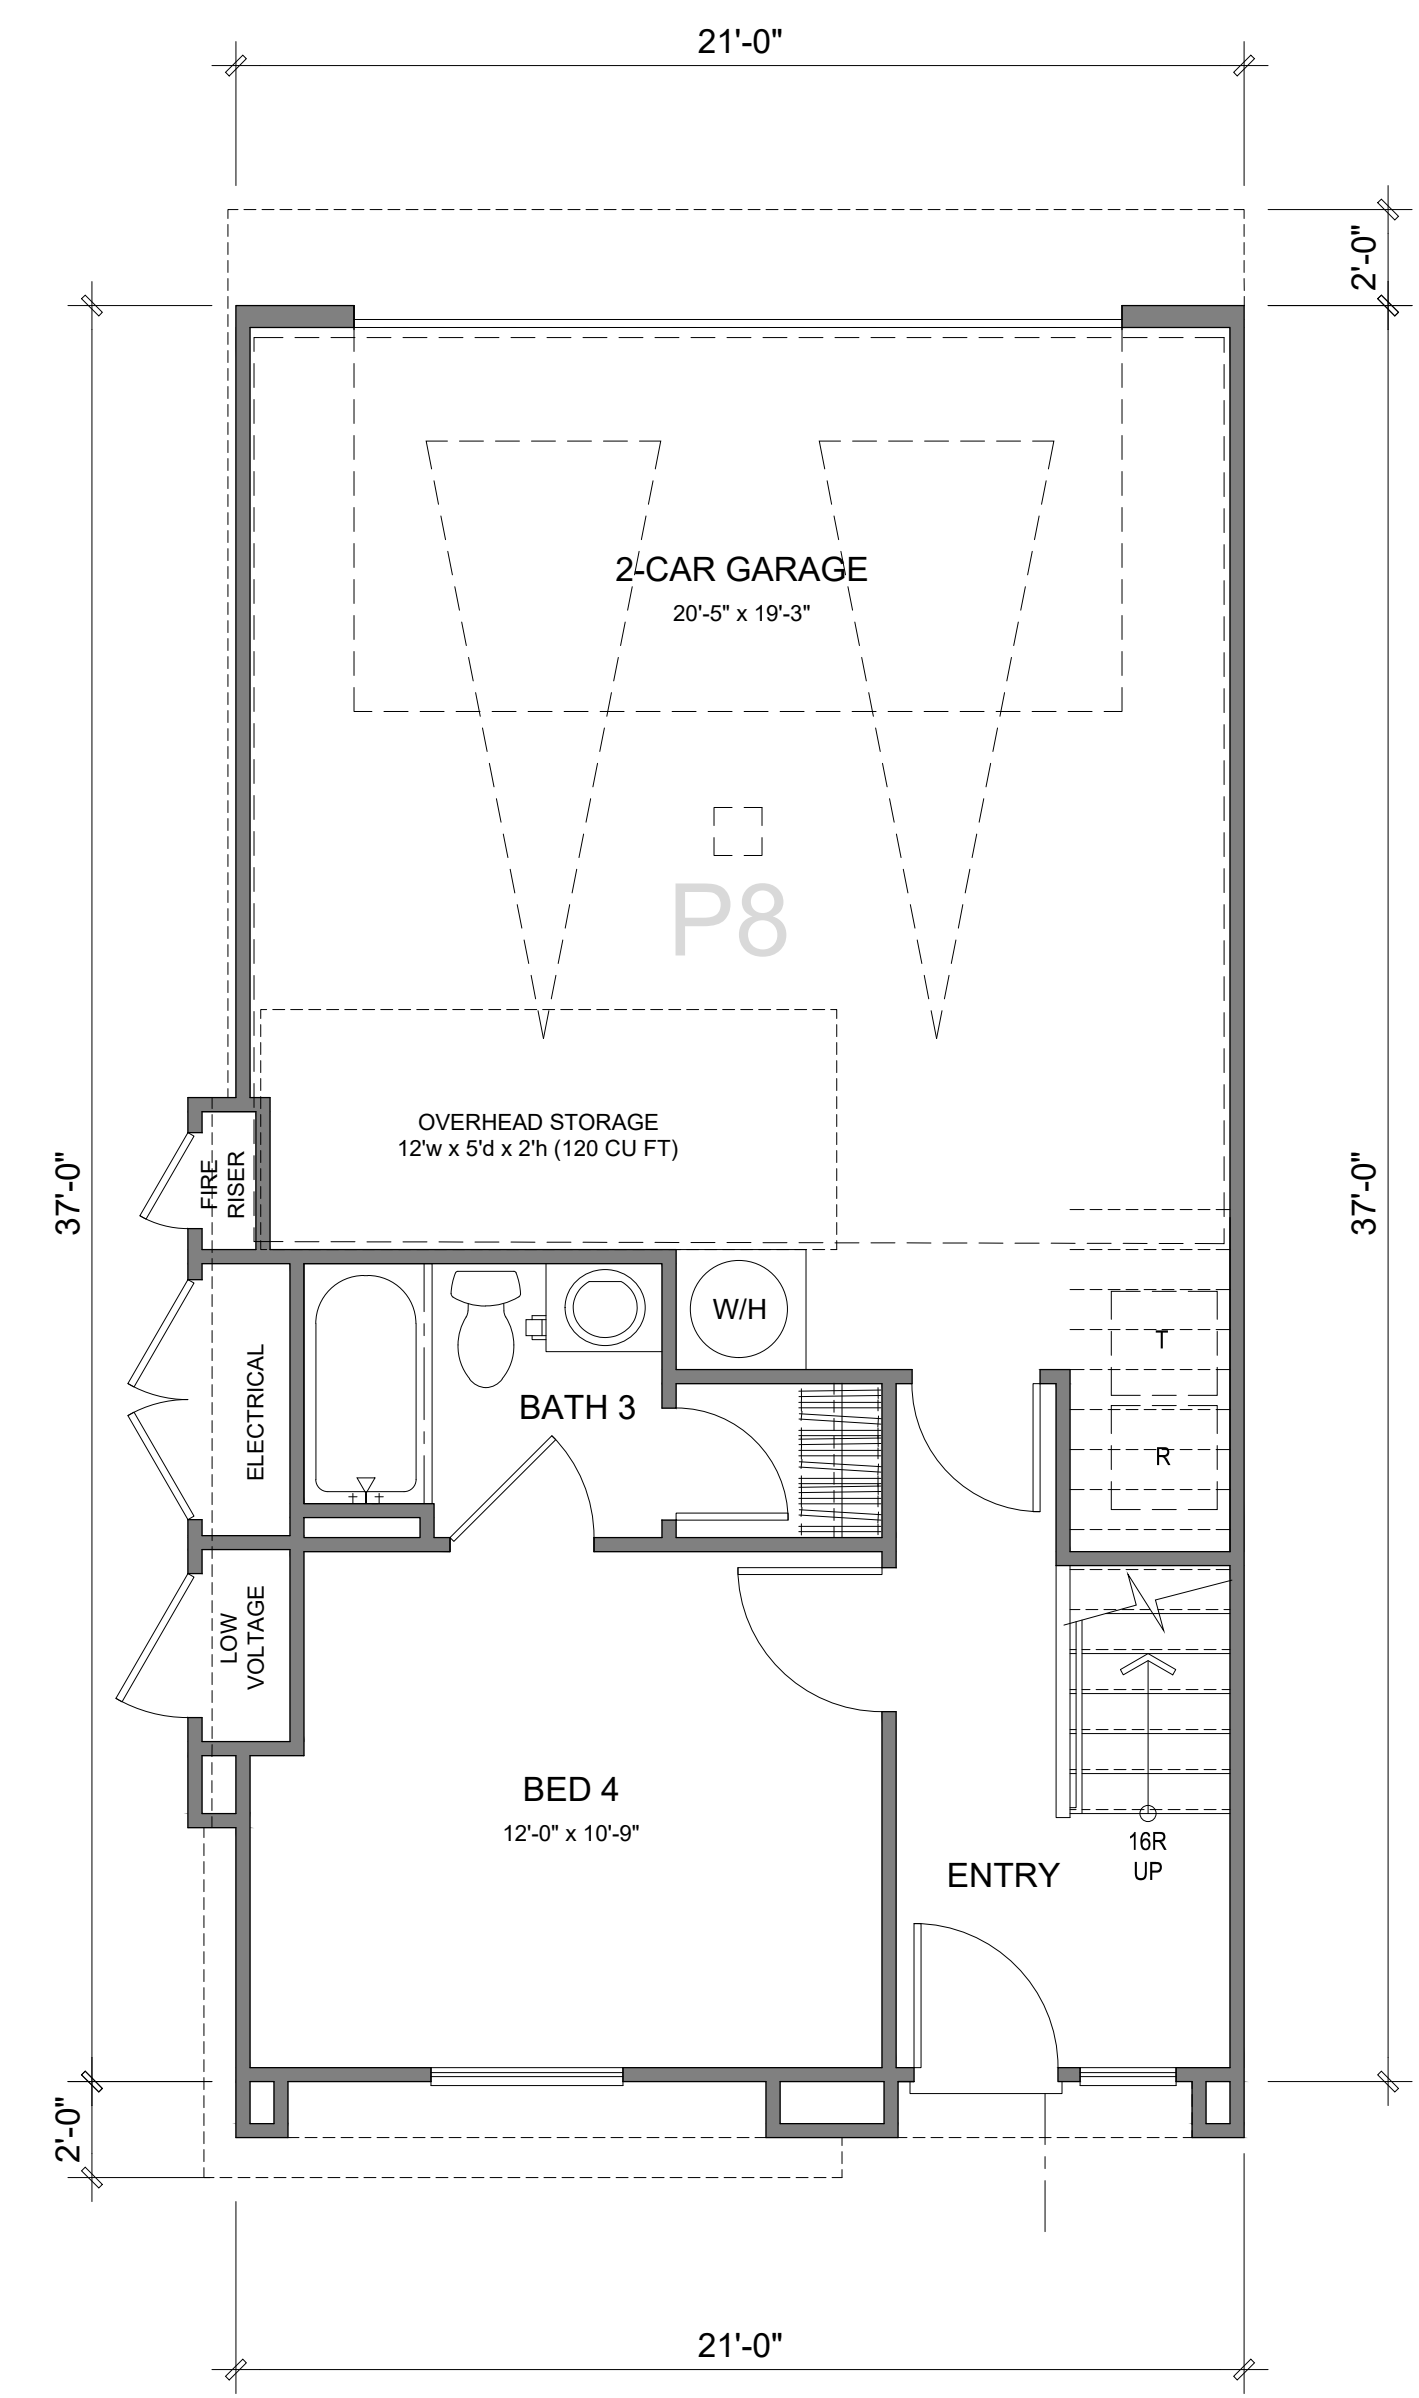 21'-0"
2'-0"
2-CAR GARAGE
20'-5" x 19'-3"
P8
OVERHEAD STORAGE
12'w x 5'd x 2'h (120 CU FT)
37'-0"
FIRE
RISER
37'-0"
W/H
T
ELECTRICAL
BATH 3
R
LOW
VOLTAGE
BED 4
12'-0" x 10'-9"
16R
UP
ENTRY
2'-0"
21'-0"